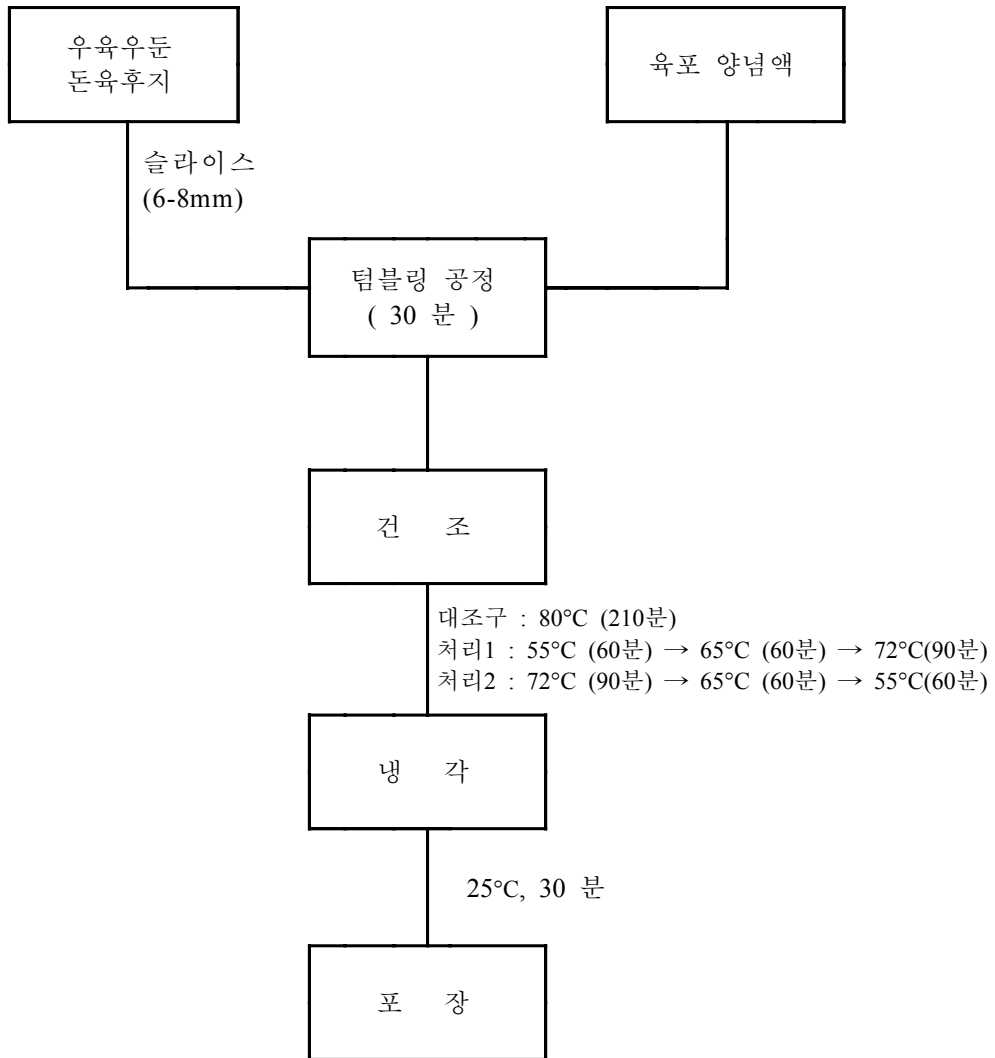 우육우둔
돈육후지
육포 양념액
슬라이스
(6-8mm)
텀블링 공정
( 30 분 )
건 조
대조구 : 80°C (210분)
처리1 : 55°C (60분) → 65°C (60분) → 72°C(90분)
처리2 : 72°C (90분) → 65°C (60분) → 55°C(60분)
냉 각
25°C, 30 분
포 장